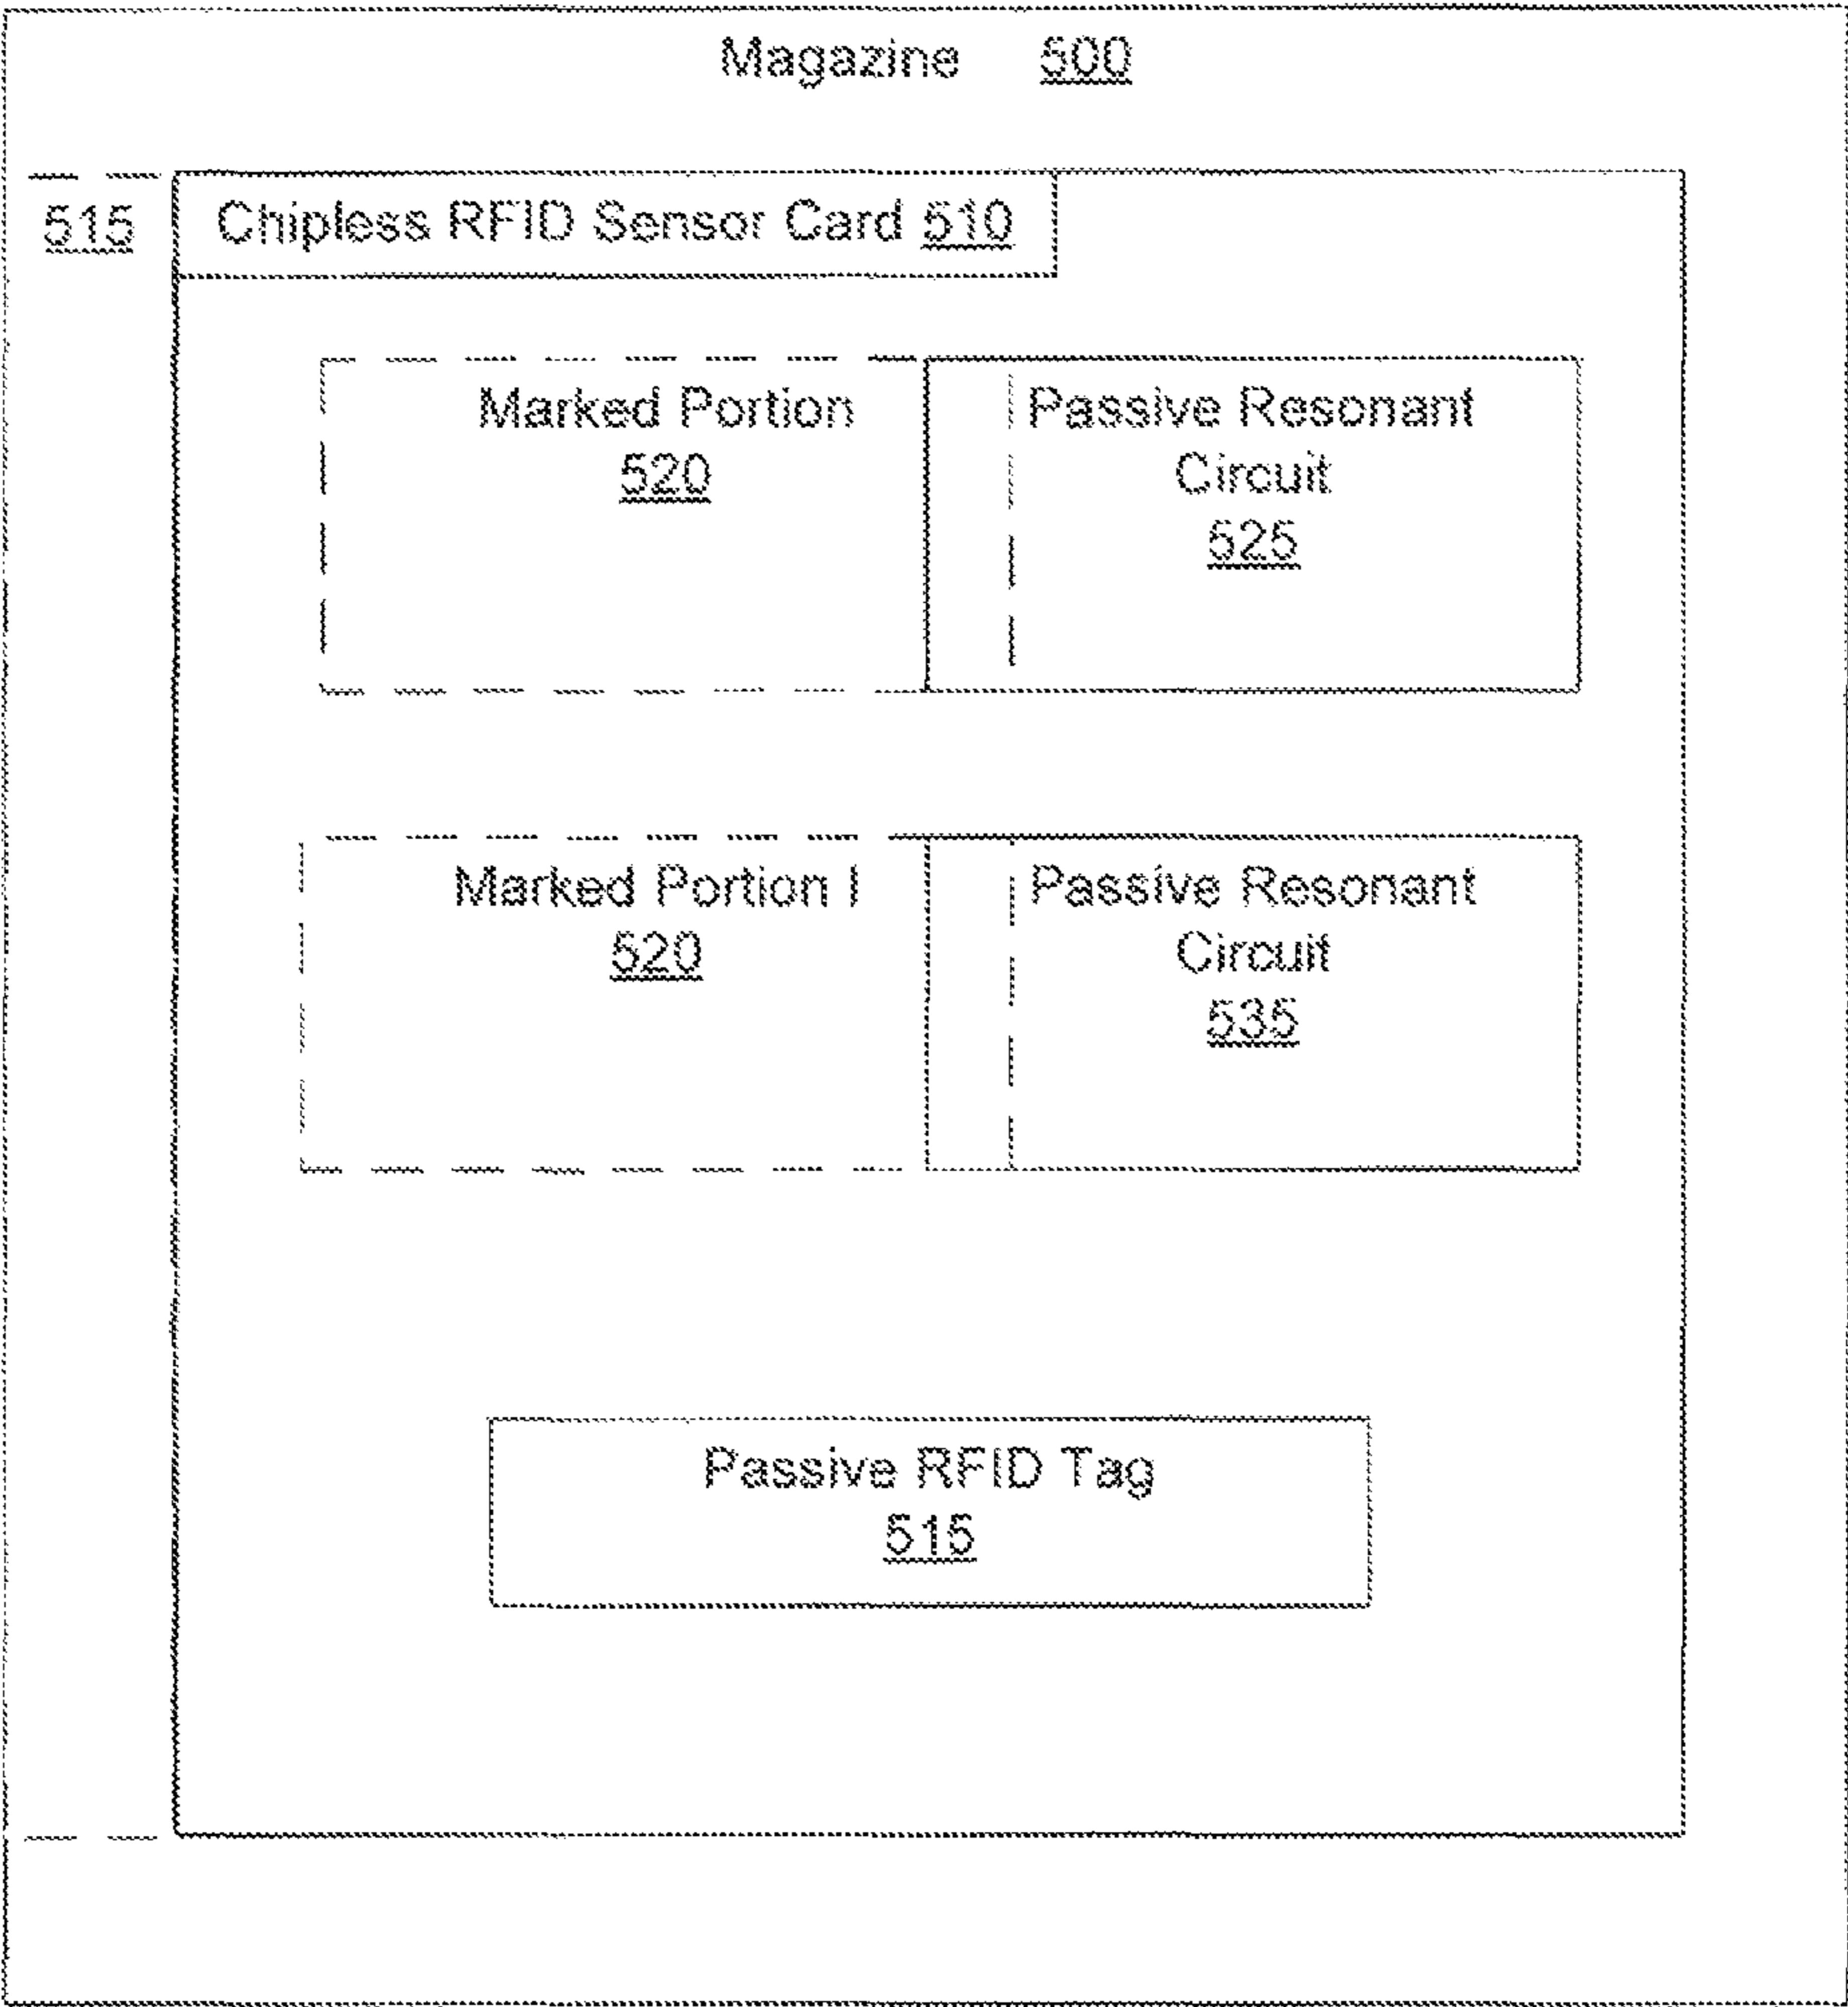 Magazine 500
515
Chipless RFID Sensor Card 510
Marked Portion
520
Passive Resonant
Circuit
525
Marked Portion I
520
Passive Resonant
Circuit
535
Passive RFID Tag
515